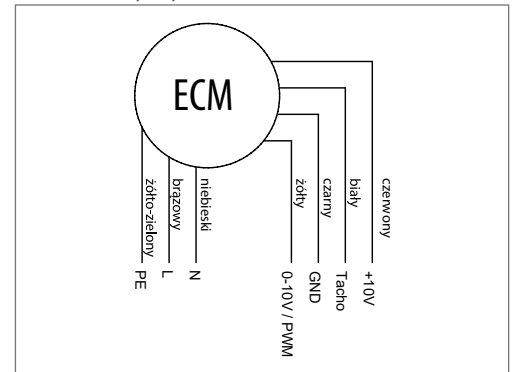 ECM
żółto-zielony
brązowy
niebieski
żółty
czarny
biały
czerwony
PE
L
N
0-10V / PWM
GND
Tacho
+10V